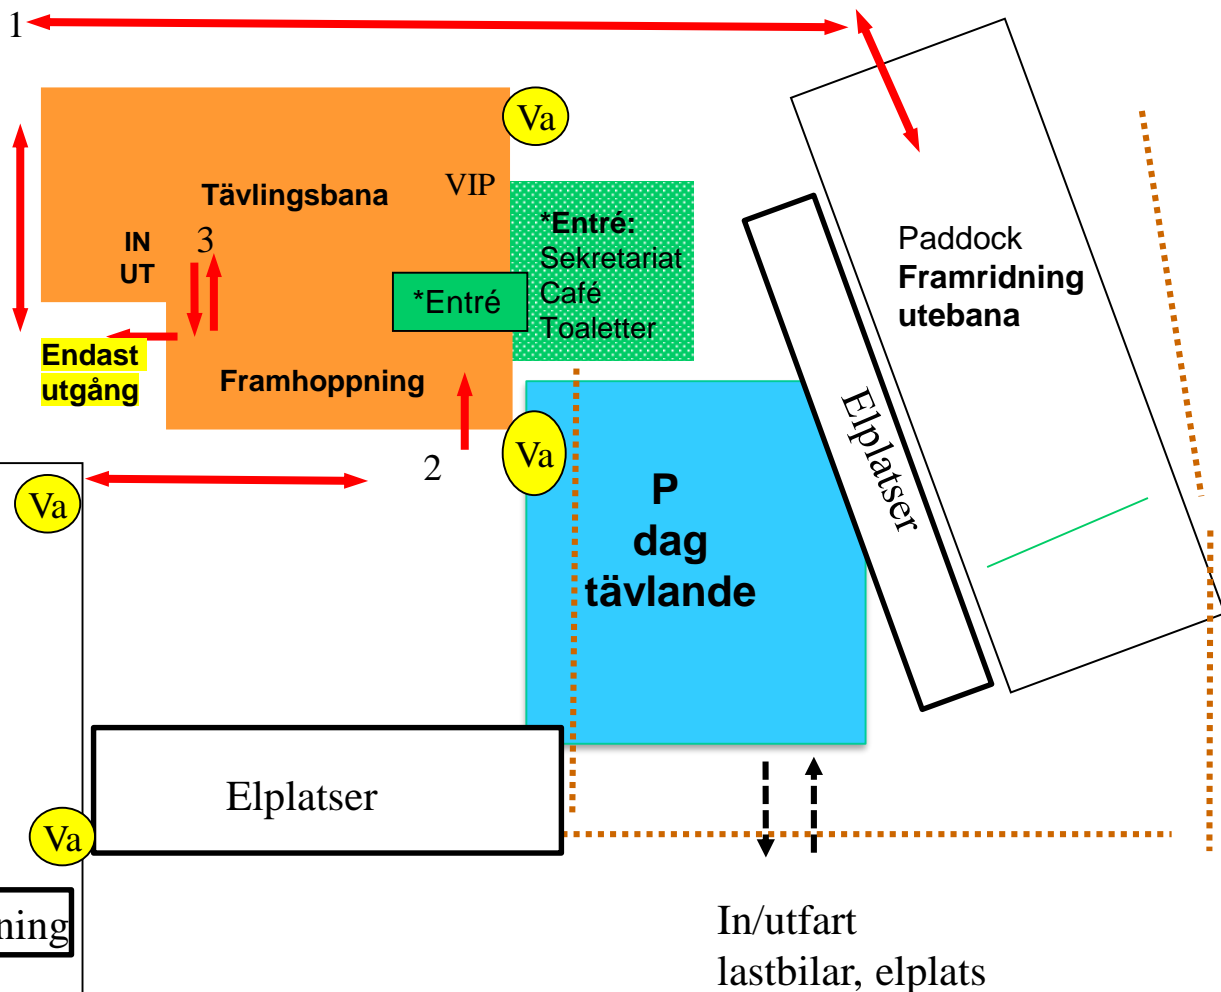 1
Va
Tävlingsbana
VIP
IN
UT
3
*Entré
*Entré:
Sekretariat
Café
Toaletter
Paddock
Framridning
utebana
Endast
utgång
Framhoppning
2
Va
Va
P
dag
tävlande
Elplatser
Elplatser
Va
ning
In/utfart
lastbilar, elplats